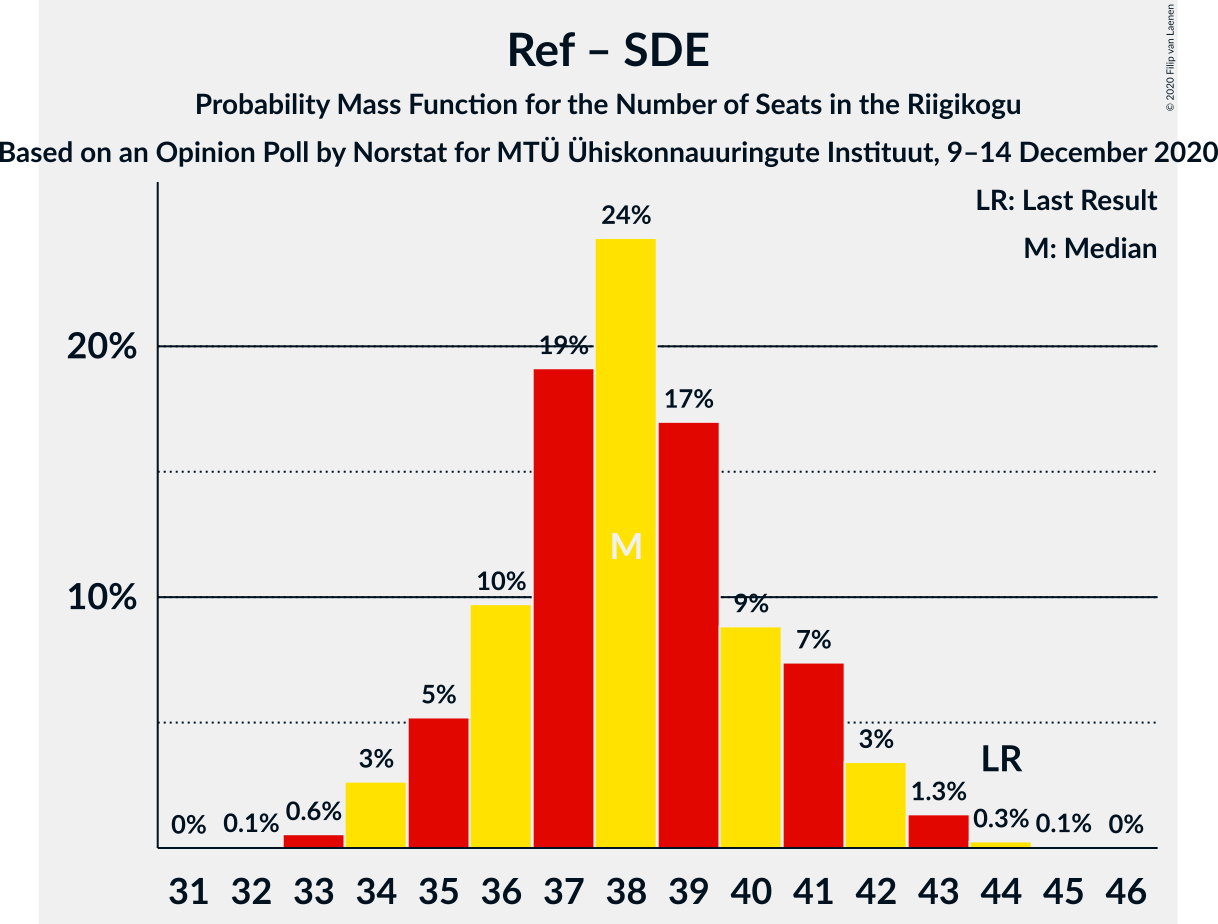 Ref – SDE
Probability Mass Function for the Number of Seats in the Riigikogu
Based on an Opinion Poll by Norstat for MTÜ Ühiskonnauuringute Instituut, 9–14 December 2020
© 2020 Filip van Laenen
LR: Last Result
M: Median
20%
10%
0% 0.1% 0.6% 3% 5% 10% 19% 24% 17% 9% 7% 3% 1.3% 0.3% 0.1% 0%
M
LR
31 32 33 34 35 36 37 38 39 40 41 42 43 44 45 46